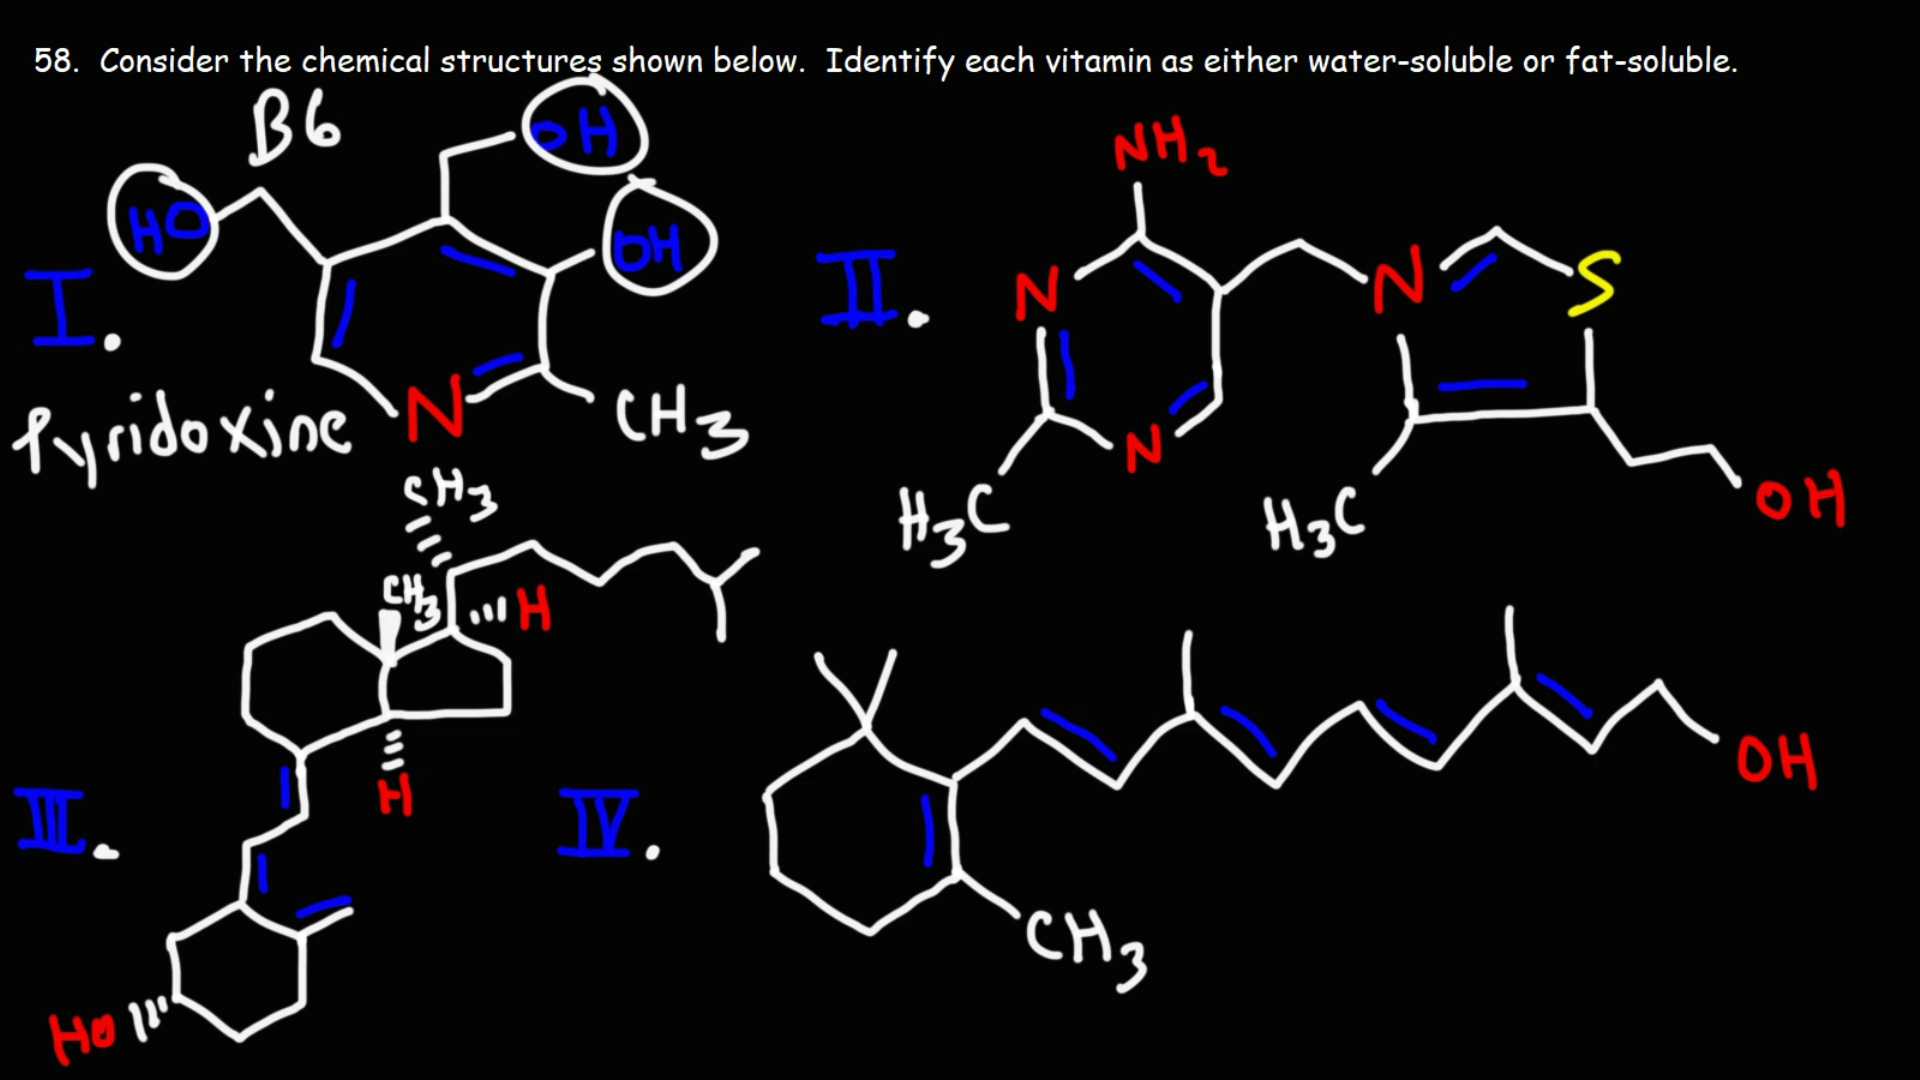 58. Consider the chemical structures shown below. Identify each vitamin as either water-soluble or fat-soluble.
B6
OH
HO
OH
I.
N
CH3
Pyridoxine
NH2
II.
N
N
S
N
H3C
H3C
OH
CH3
CH3
H
III.
H
HO
IV.
OH
CH3